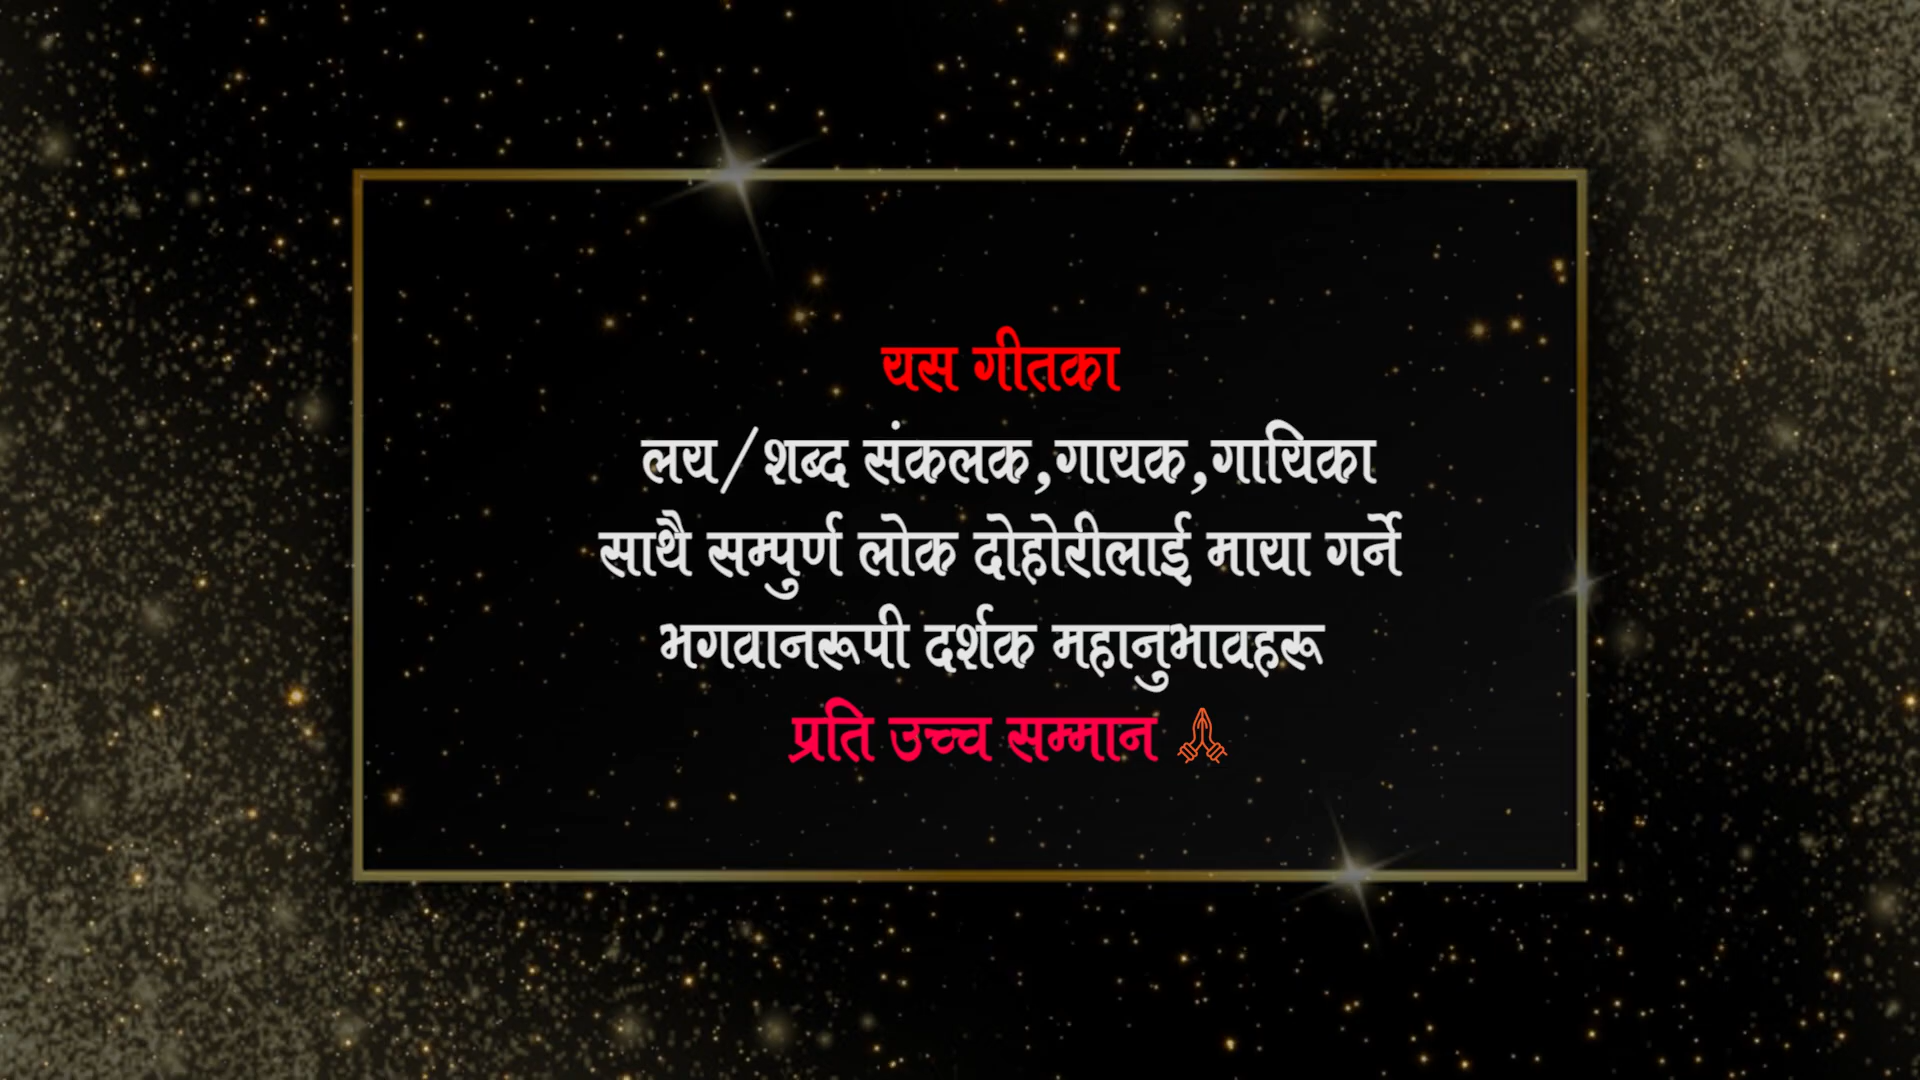 यस गीतका
लय/शब्द संकलक,गायक,गायिका
साथै सम्पुर्ण लोक दोहोरीलाई माया गर्ने
भगवानरूपी दर्शक महानुभावहरू
प्रति उच्च सम्मान 🙏